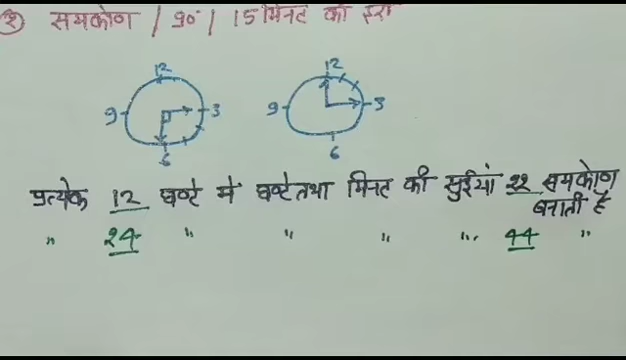 ② समकोण / 90° / 15 मिनट की दूरी
12
9 3
6
12
9 3
6
प्रत्येक 12 घण्टे में घण्टे तथा मिनट की सुईयां 22 समकोण बनाती है
" 24 " " " " 44 "